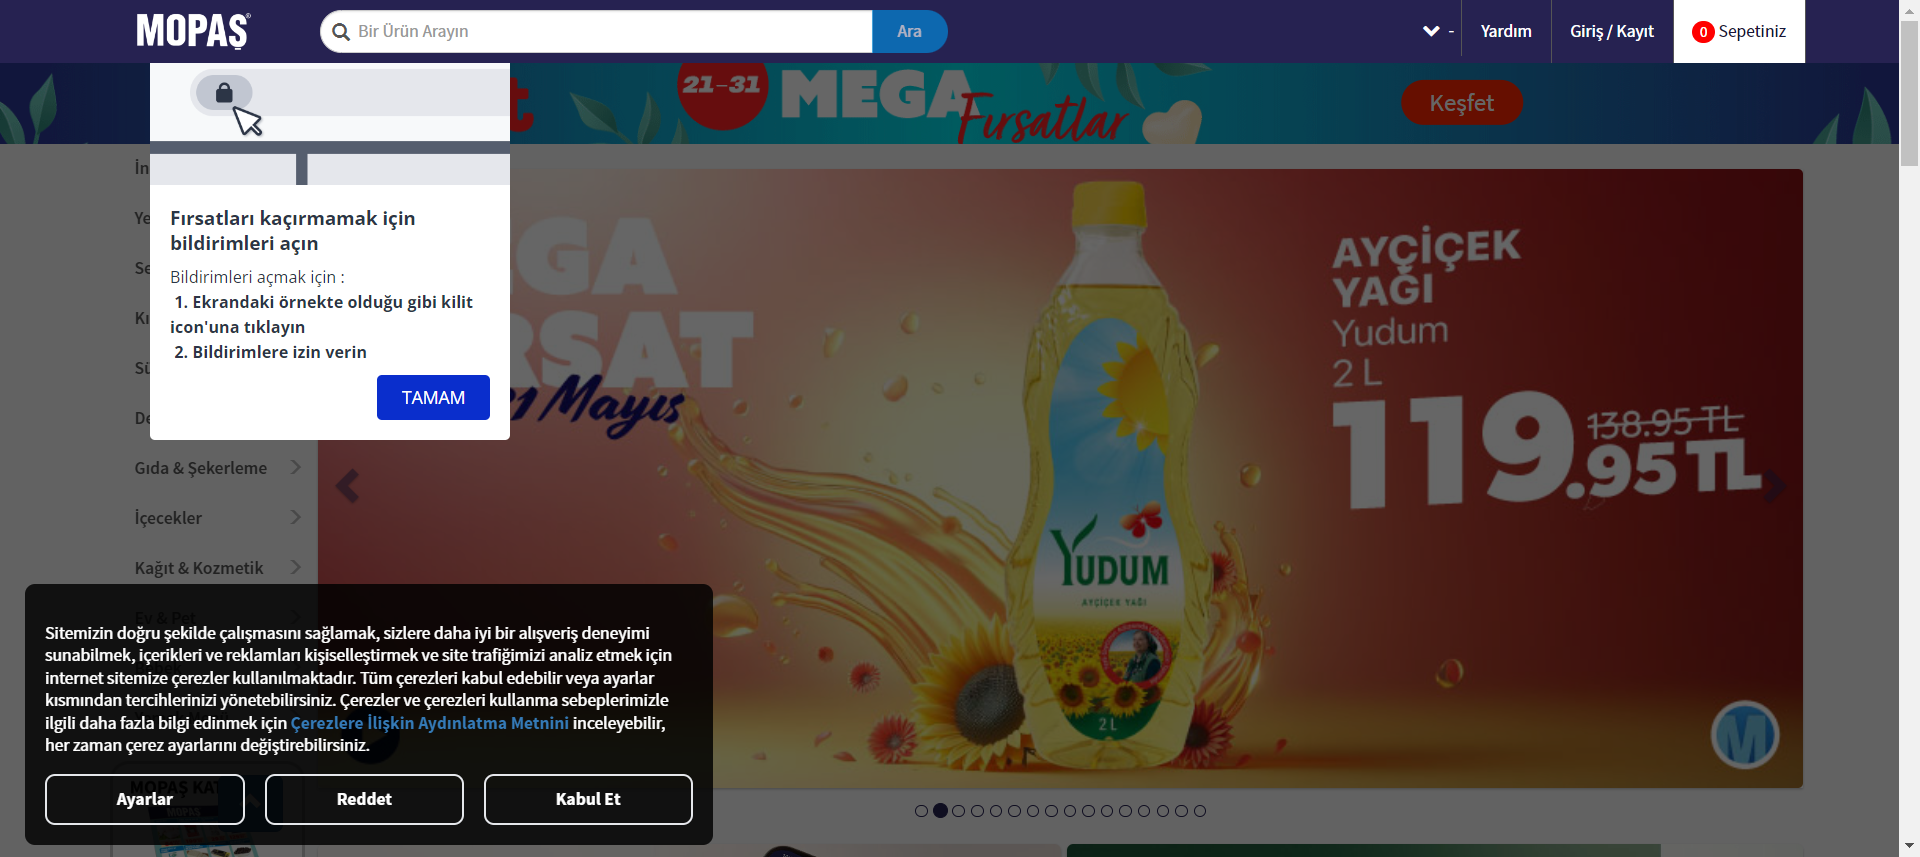 MOPAŞ
Bir Ürün Arayın
Ara
-
Yardım
Giriş / Kayıt
0 Sepetiniz
21-31
MEGA
Fırsatlar
Keşfet
Fırsatları kaçırmamak için
bildirimleri açın
Bildirimleri açmak için :
1. Ekrandaki örnekte olduğu gibi kilit
icon'una tıklayın
2. Bildirimlere izin verin
TAMAM
Gıda & Şekerleme
İçecekler
Kağıt & Kozmetik
Ev & Pet
AYÇİÇEK
YAĞI
Yudum
2 L
138.95 TL
119.95TL
Mayıs
YUDUM
AYÇİÇEK YAĞI
2 L
M
Sitemizin doğru şekilde çalışmasını sağlamak, sizlere daha iyi bir alışveriş deneyimi
sunabilmek, içerikleri ve reklamları kişiselleştirmek ve site trafiğimizi analiz etmek için
internet sitemize çerezler kullanılmaktadır. Tüm çerezleri kabul edebilir veya ayarlar
kısmından tercihlerinizi yönetebilirsiniz. Çerezler ve çerezleri kullanma sebeplerimizle
ilgili daha fazla bilgi edinmek için Çerezlere İlişkin Aydınlatma Metnini inceleyebilir,
her zaman çerez ayarlarını değiştirebilirsiniz.
MOPAŞ KAT
Ayarlar
Reddet
Kabul Et